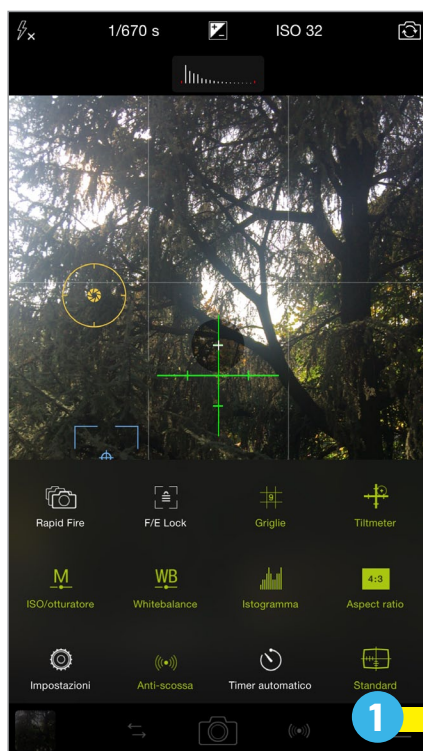 1/670 s ISO 32
Rapid Fire F/E Lock Griglie Tiltmeter
9
M WB 4:3
ISO/otturatore Whitebalance Istogramma Aspect ratio
Impostazioni Anti-scossa Timer automatico Standard
1